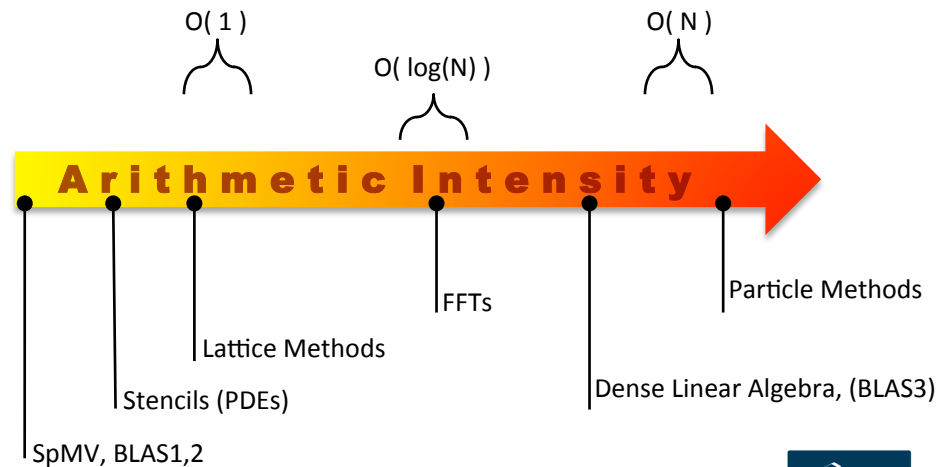 O( 1 )
O( log(N) )
O( N )
Arithmetic Intensity
FFTs
Particle Methods
Lattice Methods
Dense Linear Algebra, (BLAS3)
Stencils (PDEs)
SpMV, BLAS1,2